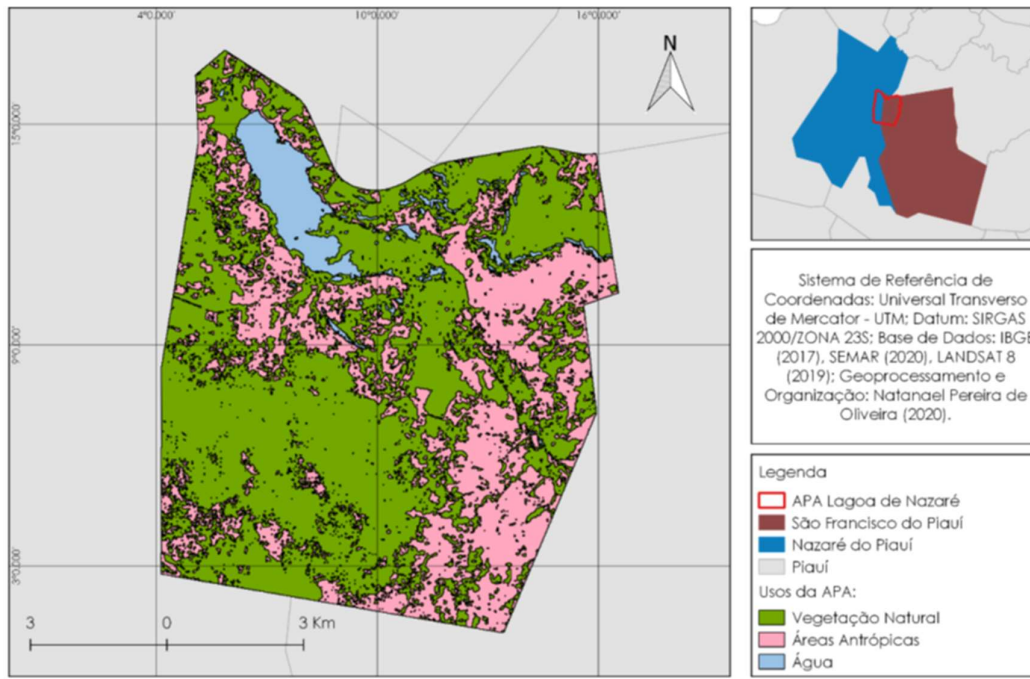 4°0.000'
10°0.000'
16°0.000'
N
15°0.000'
9°0.000'
3°0.000'
3
0
3 Km
Sistema de Referência de
Coordenadas: Universal Transverso
de Mercator - UTM; Datum: SIRGAS
2000/ZONA 23S; Base de Dados: IBGE
(2017), SEMAR (2020), LANDSAT 8
(2019); Geoprocessamento e
Organização: Natanael Pereira de
Oliveira (2020).
Legenda
APA Lagoa de Nazaré
São Francisco do Piauí
Nazaré do Piauí
Piauí
Usos da APA:
Vegetação Natural
Áreas Antrópicas
Água